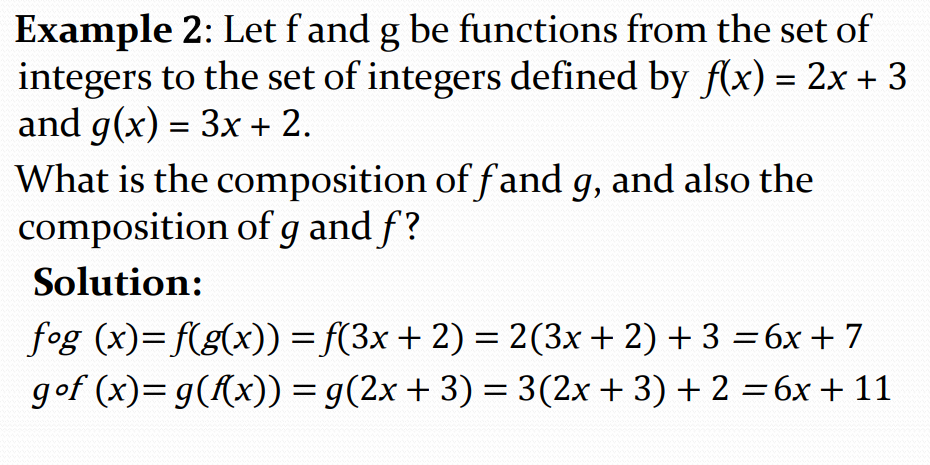 Example 2: Let f and g be functions from the set of
integers to the set of integers defined by f(x) = 2x + 3
and g(x) = 3x + 2.
What is the composition of f and g, and also the
composition of g and f ?
Solution:
f∘g (x)= f(g(x)) = f(3x + 2) = 2(3x + 2) + 3 = 6x + 7
g∘f (x)= g(f(x)) = g(2x + 3) = 3(2x + 3) + 2 = 6x + 11